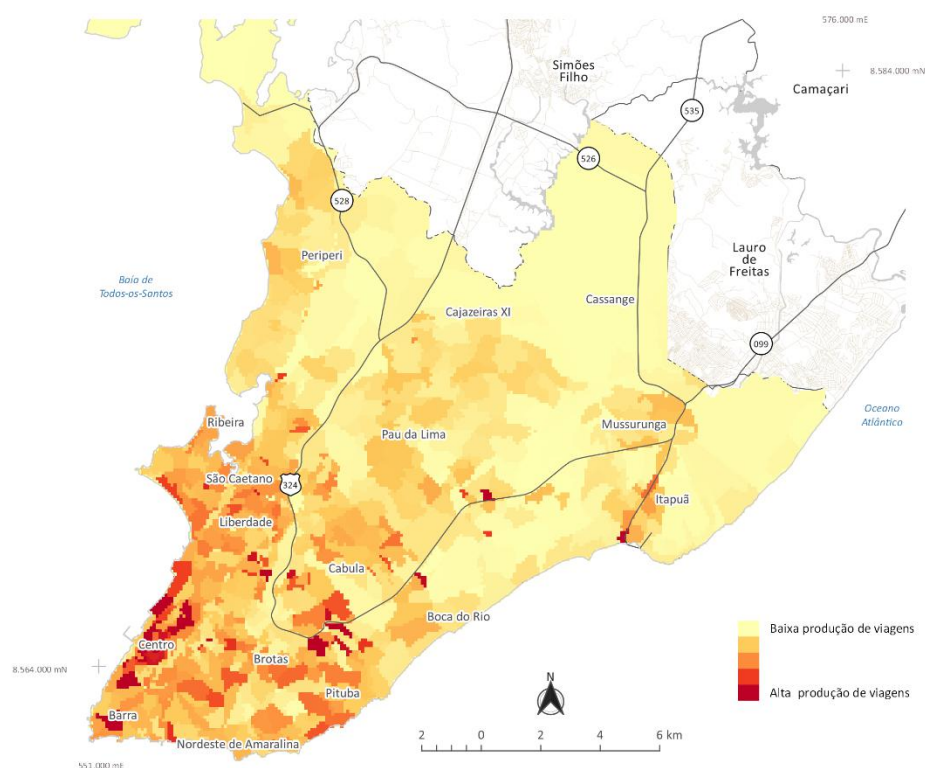 576.000 mE
Simões
Filho
8.584.000 mN
Camaçari
535
526
528
Lauro
de
Freitas
Periperi
Baía de
Todos-os-Santos
Cassange
Cajazeiras XI
099
Oceano
Atlântico
Ribeira
Mussurunga
Pau da Lima
São Caetano
324
Itapuã
Liberdade
Cabula
Boca do Rio
Baixa produção de viagens
Centro
Brotas
8.564.000 mN
N
Pituba
Alta produção de viagens
Barra
Nordeste de Amaralina
2 0 2 4 6 km
551.000 mE